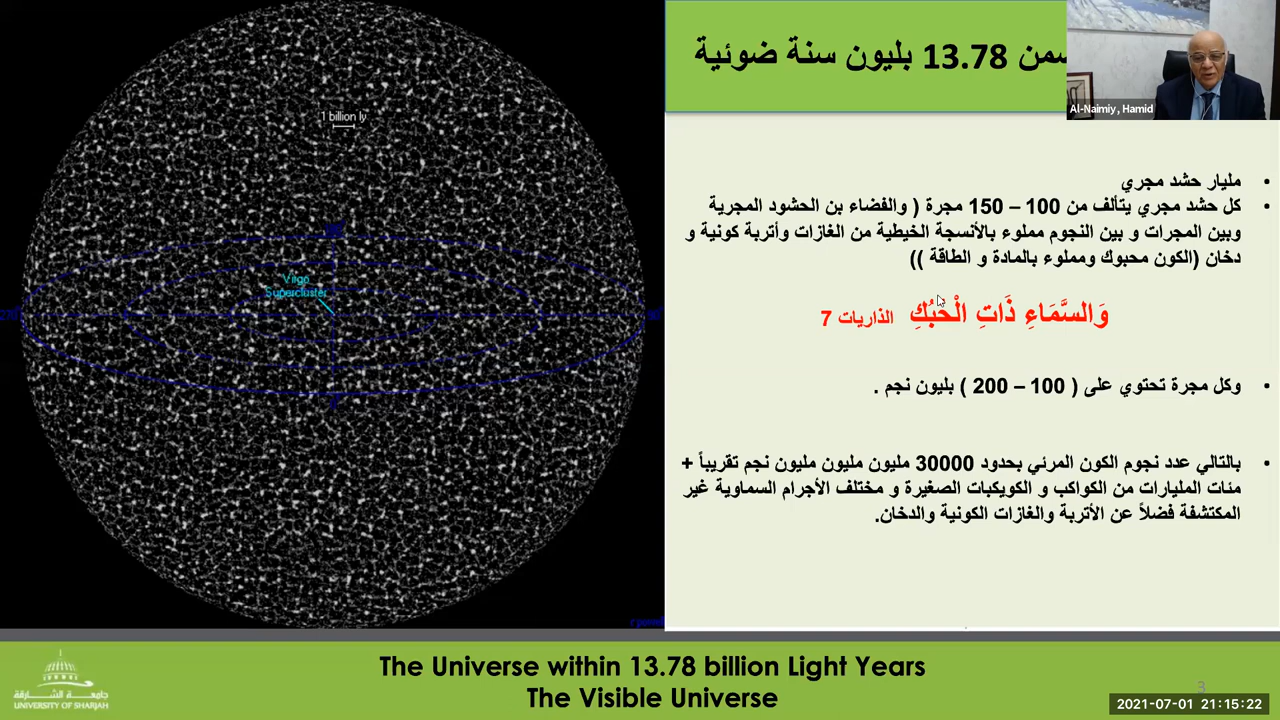 13.78 بليون سنة ضوئية
Al-Naimiy, Hamid
1 billion ly
Virgo
Supercluster
مليار حشد مجري
كل حشد مجري يتألف من 100 – 150 مجرة ( والفضاء بن الحشود المجرية
وبين المجرات و بين النجوم مملوء بالأنسجة الخيطية من الغازات وأتربة كونية و
دخان (الكون محبوك ومملوء بالمادة و الطاقة ))
وَالسَّمَاءِ ذَاتِ الْحُبُكِ الذاريات 7
وكل مجرة تحتوي على ( 100 – 200 ) بليون نجم .
بالتالي عدد نجوم الكون المرئي بحدود 30000 مليون مليون مليون نجم تقريباً +
مئات المليارات من الكواكب و الكويكبات الصغيرة و مختلف الأجرام السماوية غير
المكتشفة فضلاً عن الأتربة والغازات الكونية والدخان.
The Universe within 13.78 billion Light Years
The Visible Universe
جامعة الشارقة
UNIVERSITY OF SHARJAH
3
2021-07-01 21:15:22